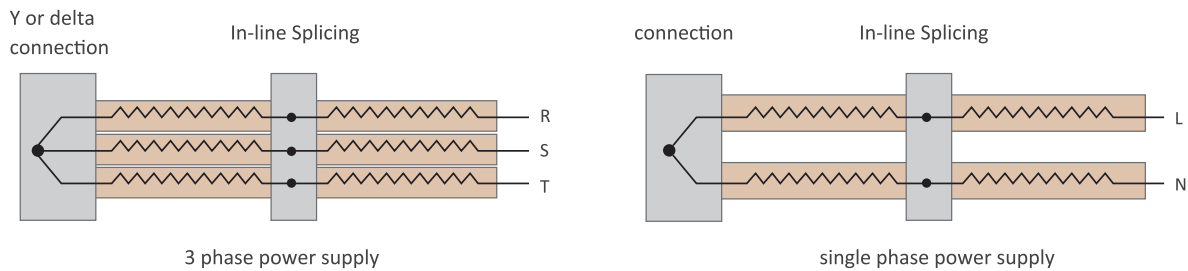 Y or delta
connection
In-line Splicing
R
S
T
3 phase power supply
connection
In-line Splicing
L
N
single phase power supply